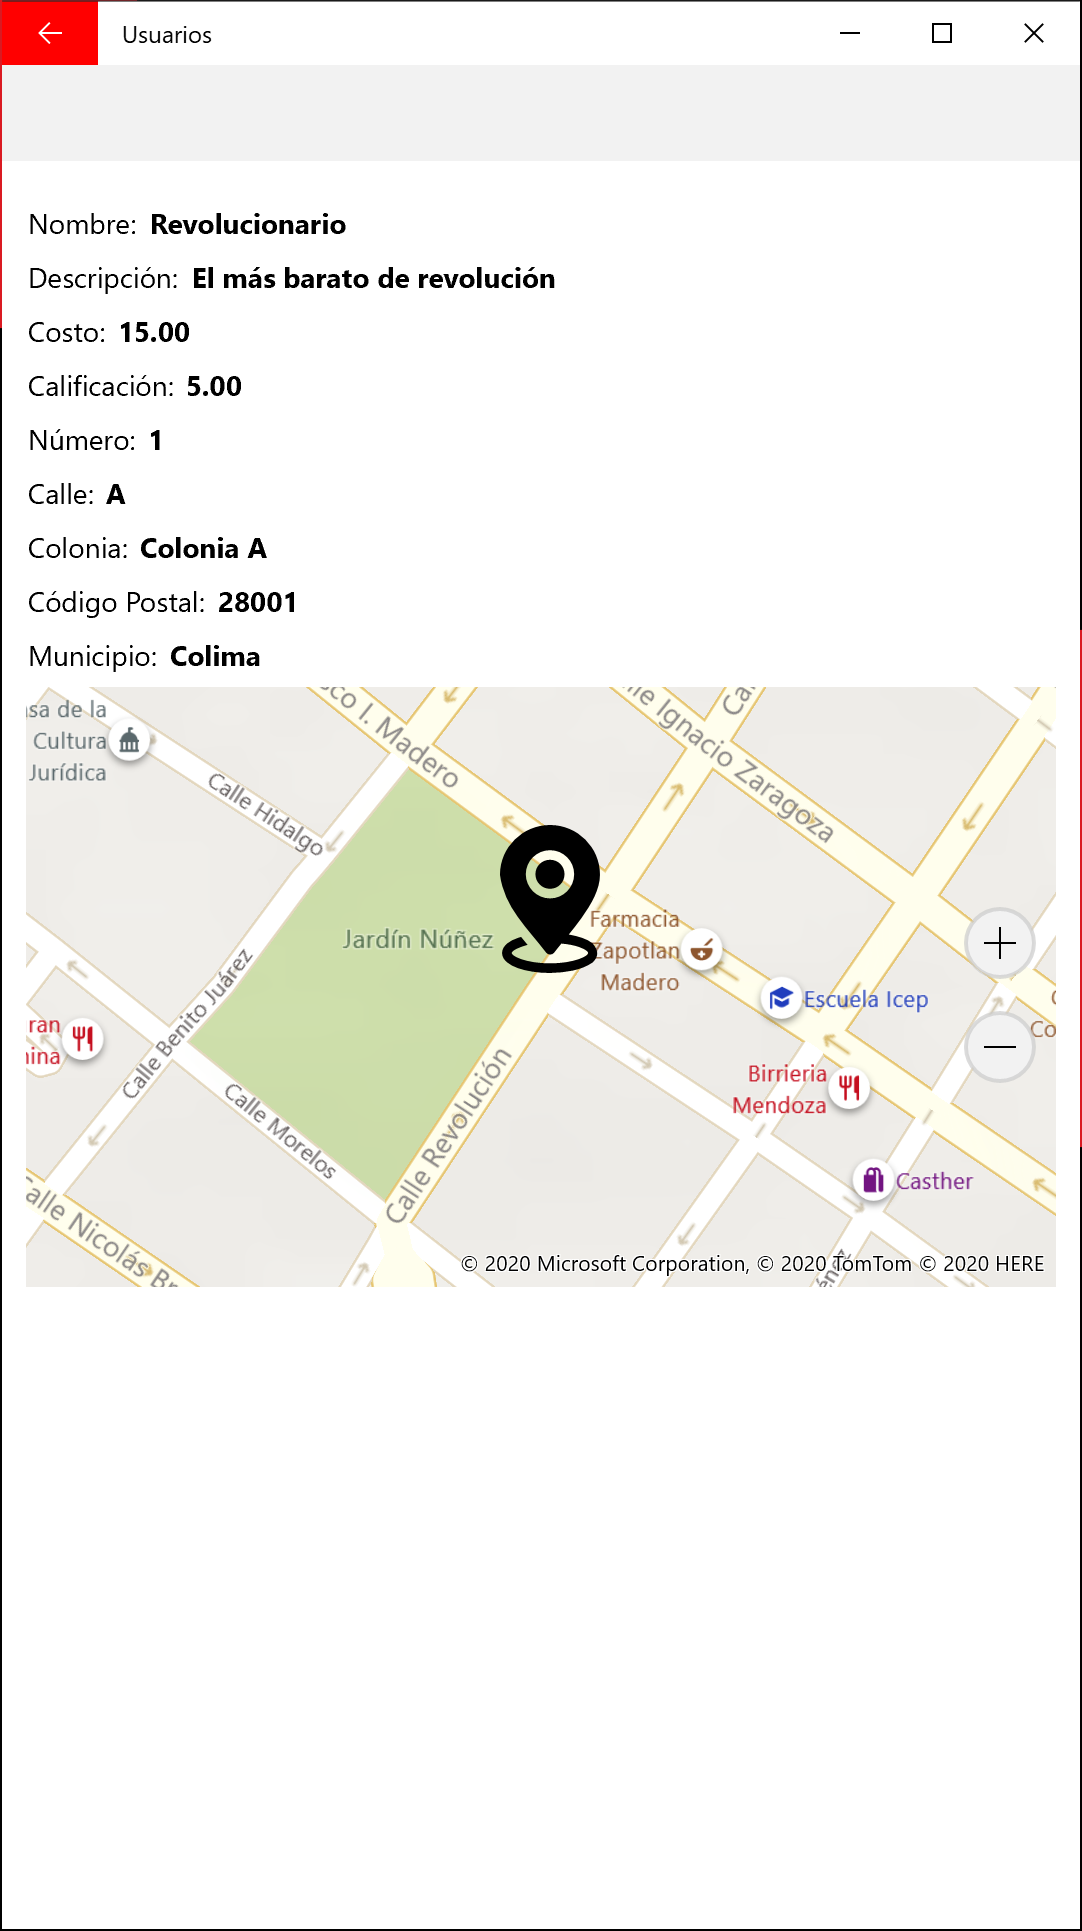 Usuarios
Nombre: Revolucionario
Descripción: El más barato de revolución
Costo: 15.00
Calificación: 5.00
Número: 1
Calle: A
Colonia: Colonia A
Código Postal: 28001
Municipio: Colima
sa de la
Cultura
Jurídica
sco I. Madero
Calle Hidalgo
lle Ignacio Zaragoza
Ca
Jardín Núñez
Farmacia
Zapotlan
Madero
Escuela Icep
Calle Benito Juárez
ran
ina
Co
Birriería
Mendoza
Calle Morelos
Calle Revolución
Casther
alle Nicolás Br
© 2020 Microsoft Corporation, © 2020 TomTom © 2020 HERE